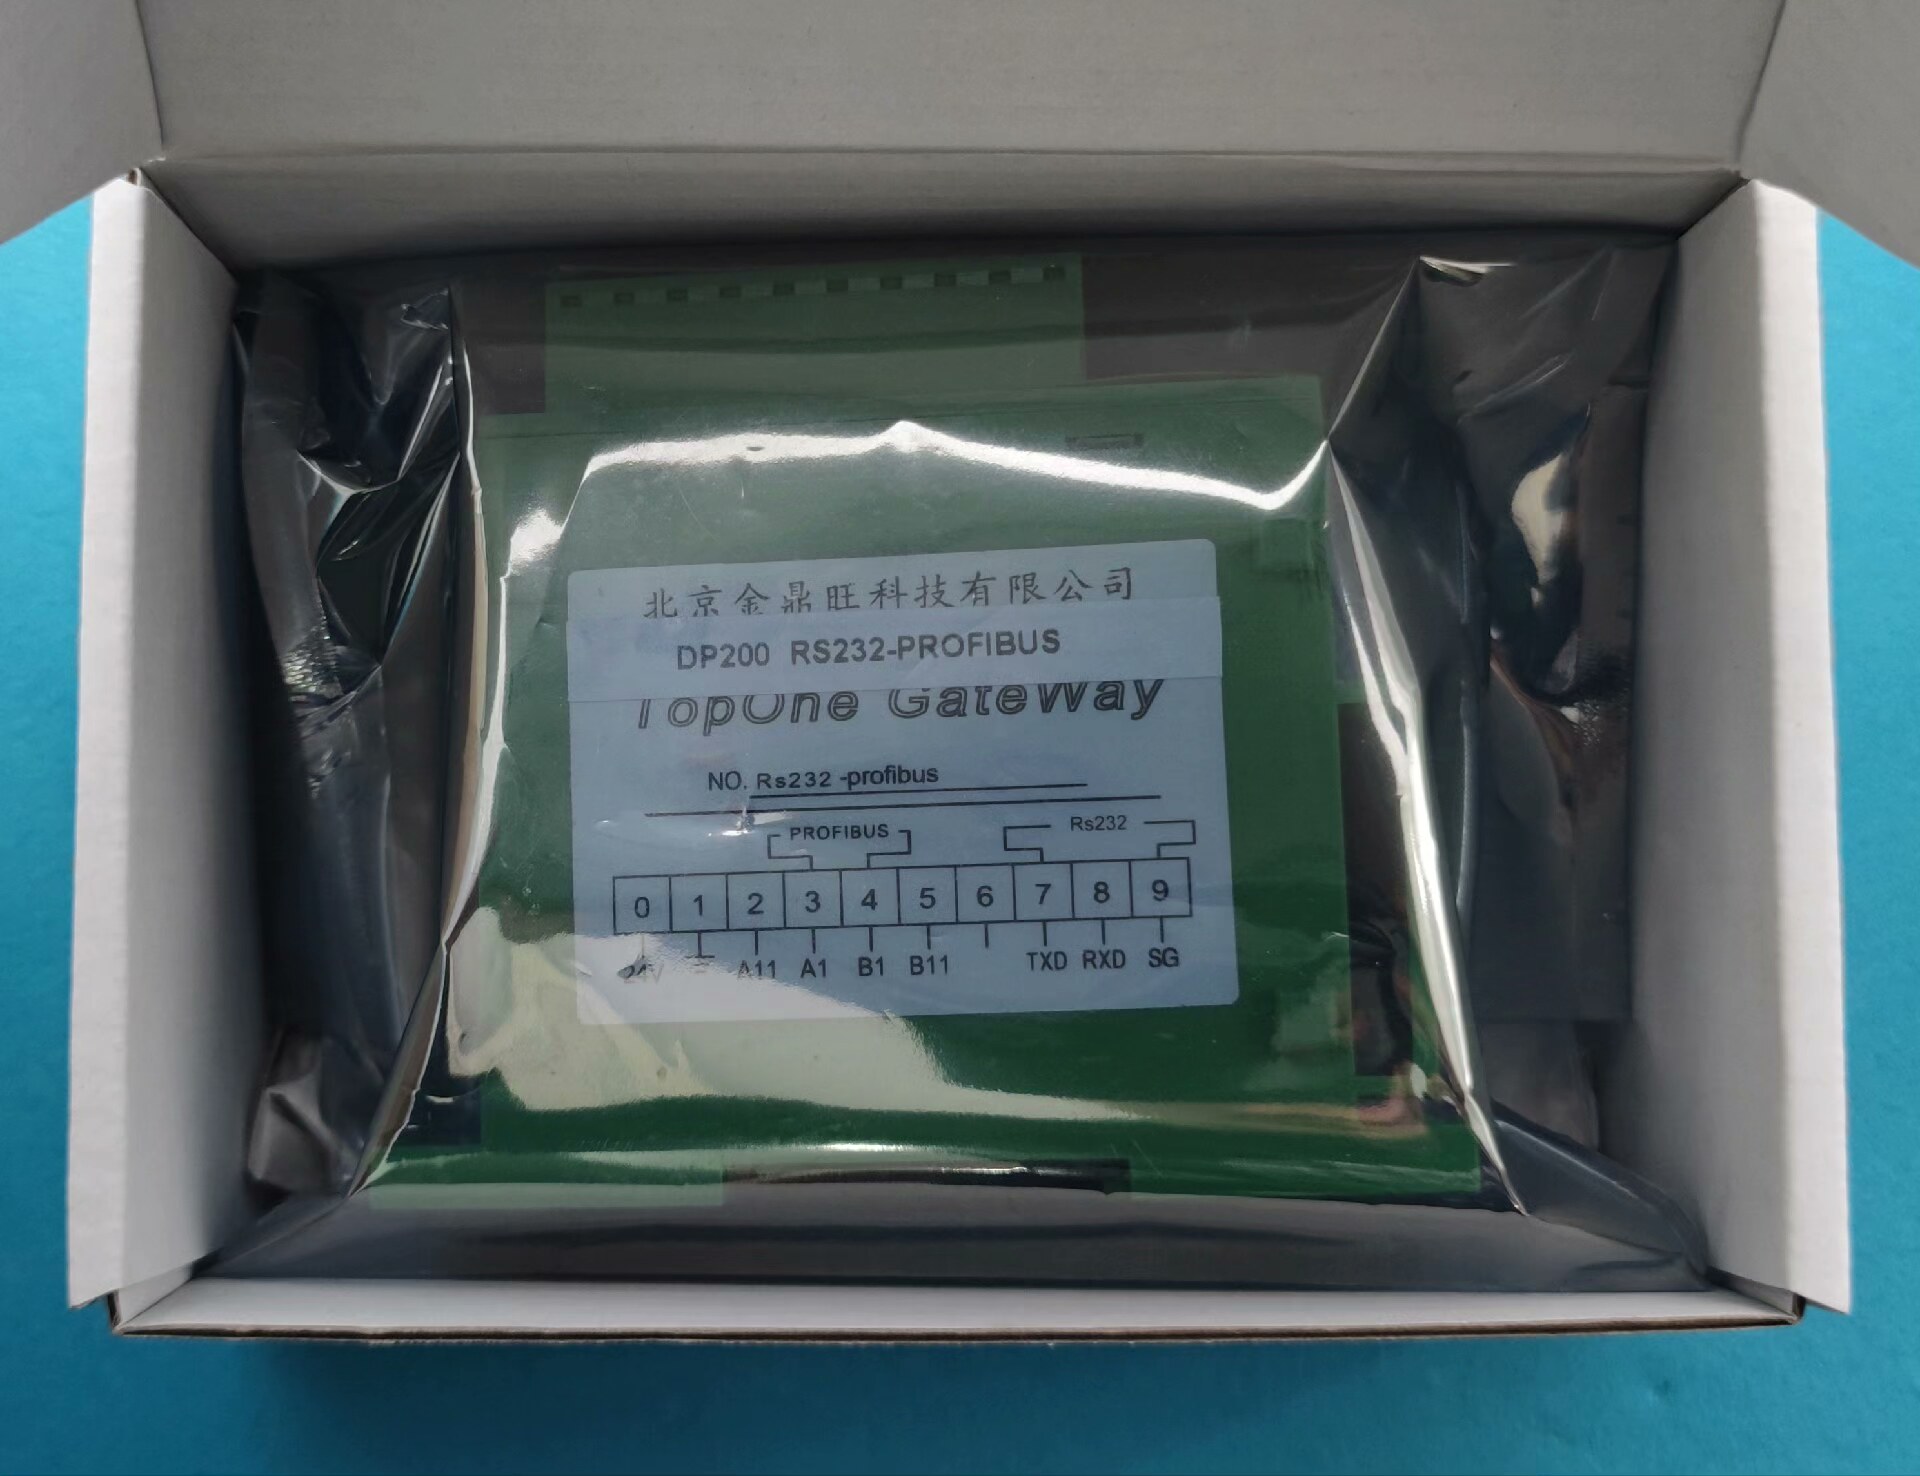 北京金鼎旺科技有限公司
DP200 RS232-PROFIBUS
TopOne GateWay
NO. Rs232 -profibus
PROFIBUS Rs232
0 1 2 3 4 5 6 7 8 9
24V A11 A1 B1 B11 TXD RXD SG